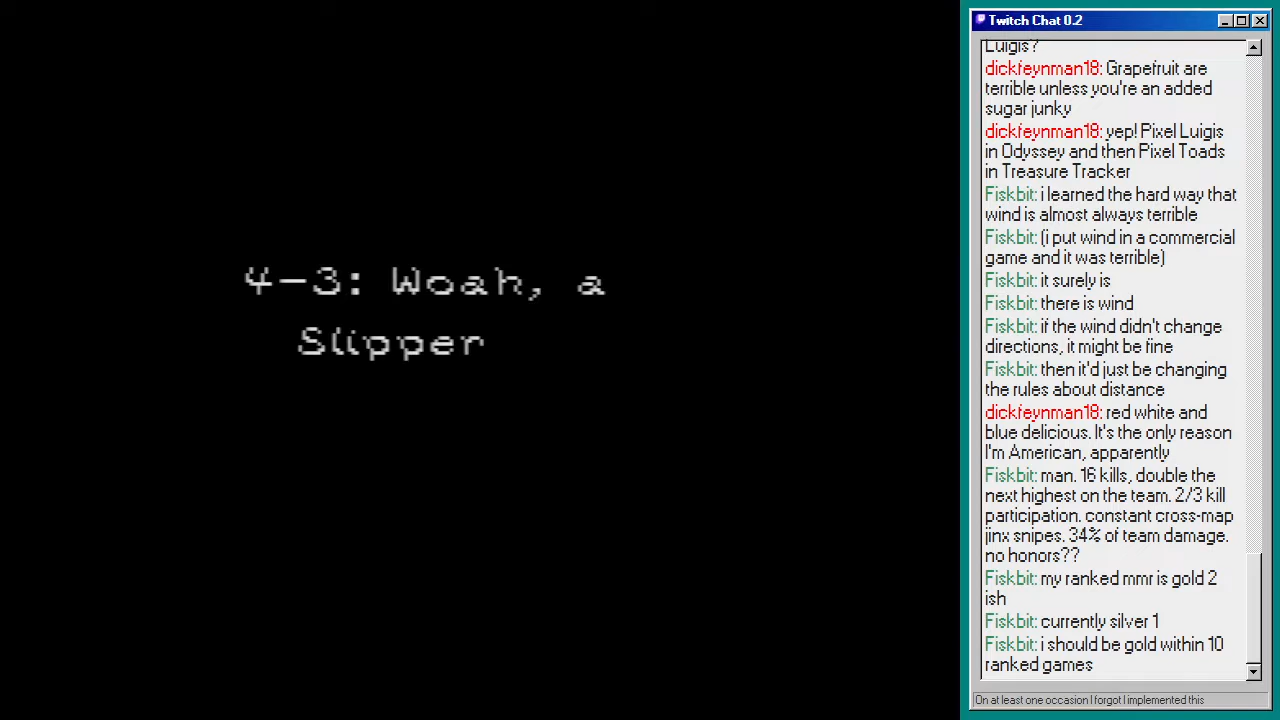 4-3: Woah, a
Slipper
Twitch Chat 0.2
Luigis?
dickfeynman18: Grapefruit are
terrible unless you're an added
sugar junky
dickfeynman18: yep! Pixel Luigis
in Odyssey and then Pixel Toads
in Treasure Tracker
Fiskbit: i learned the hard way that
wind is almost always terrible
Fiskbit: (i put wind in a commercial
game and it was terrible)
Fiskbit: it surely is
Fiskbit: there is wind
Fiskbit: if the wind didn't change
directions, it might be fine
Fiskbit: then it'd just be changing
the rules about distance
dickfeynman18: red white and
blue delicious. It's the only reason
I'm American, apparently
Fiskbit: man. 16 kills, double the
next highest on the team. 2/3 kill
participation. constant cross-map
jinx snipes. 34% of team damage.
no honors??
Fiskbit: my ranked mmr is gold 2
ish
Fiskbit: currently silver 1
Fiskbit: i should be gold within 10
ranked games
On at least one occasion I forgot I implemented this